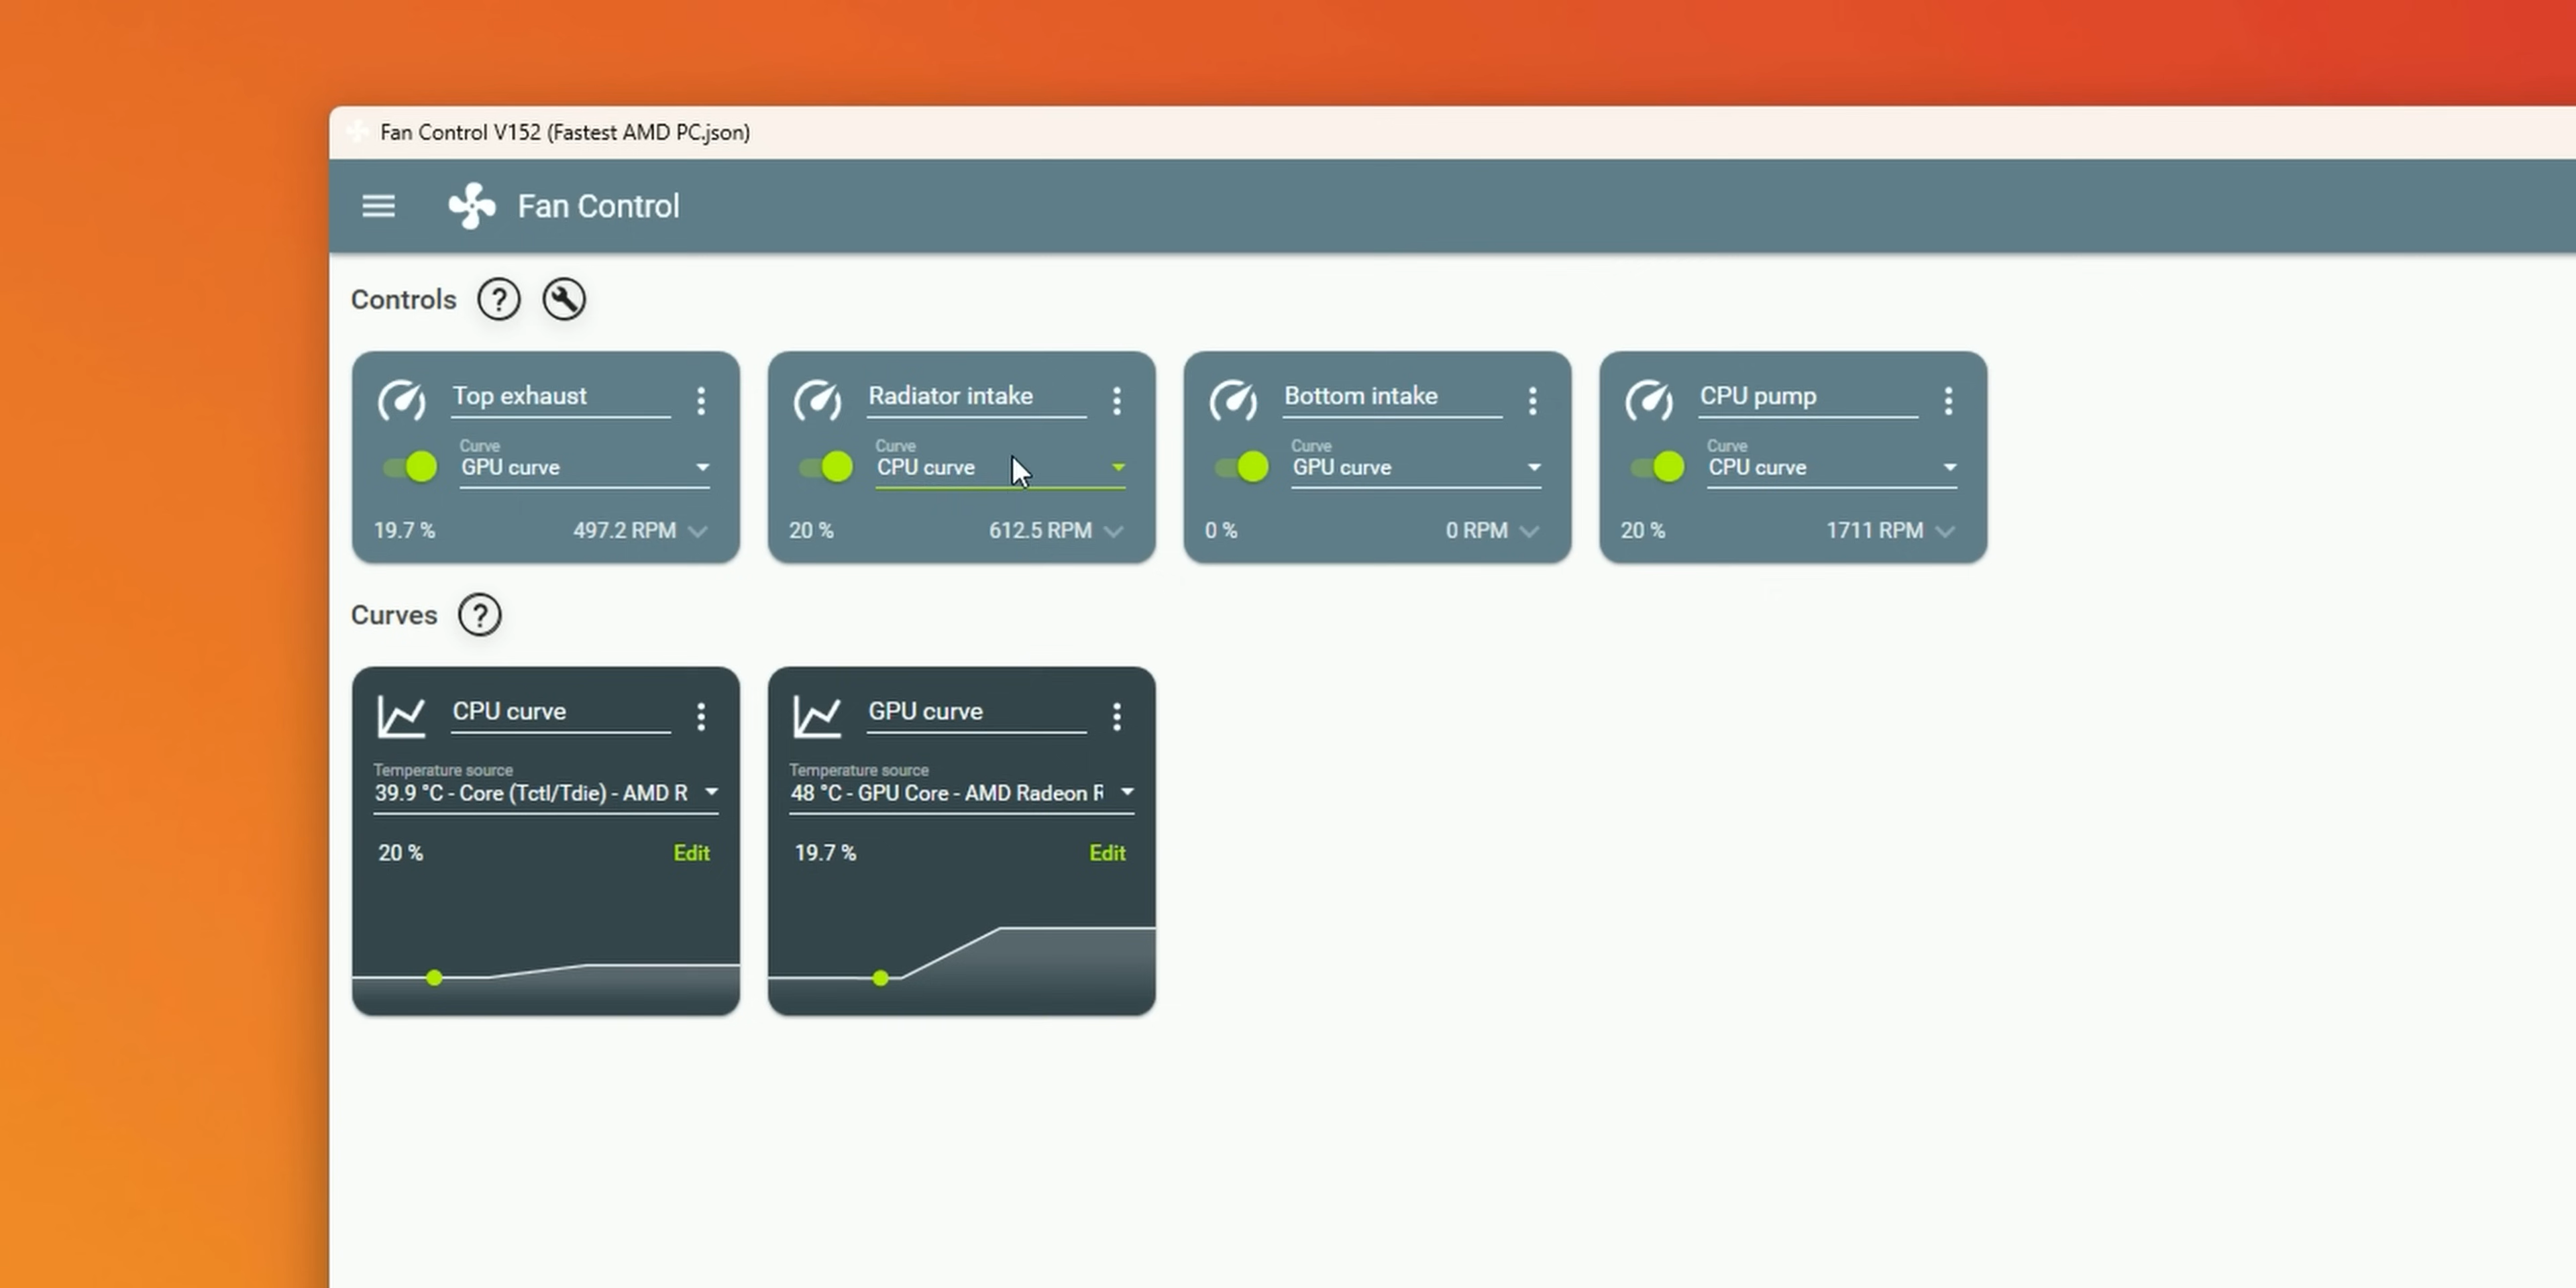 Fan Control V152 (Fastest AMD PC.json)
Fan Control
Controls ?
Top exhaust
Curve
GPU curve
19.7 % 497.2 RPM
Radiator intake
Curve
CPU curve
20 % 612.5 RPM
Bottom intake
Curve
GPU curve
0 % 0 RPM
CPU pump
Curve
CPU curve
20 % 1711 RPM
Curves ?
CPU curve
Temperature source
39.9 °C - Core (Tctl/Tdie) - AMD R
20 % Edit
GPU curve
Temperature source
48 °C - GPU Core - AMD Radeon R
19.7 % Edit